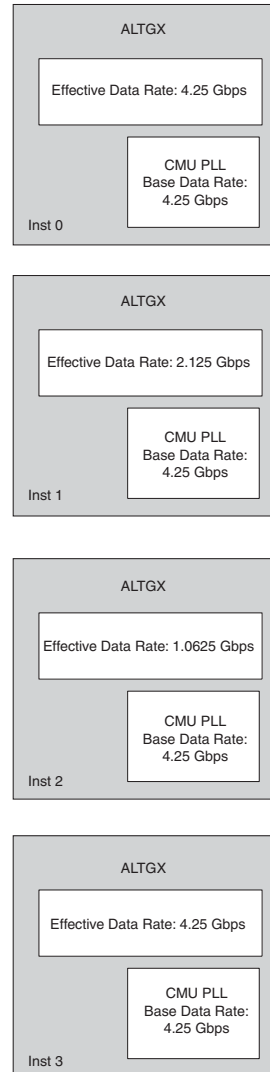 ALTGX
Effective Data Rate: 4.25 Gbps
CMU PLL
Base Data Rate:
4.25 Gbps
Inst 0
ALTGX
Effective Data Rate: 2.125 Gbps
CMU PLL
Base Data Rate:
4.25 Gbps
Inst 1
ALTGX
Effective Data Rate: 1.0625 Gbps
CMU PLL
Base Data Rate:
4.25 Gbps
Inst 2
ALTGX
Effective Data Rate: 4.25 Gbps
CMU PLL
Base Data Rate:
4.25 Gbps
Inst 3